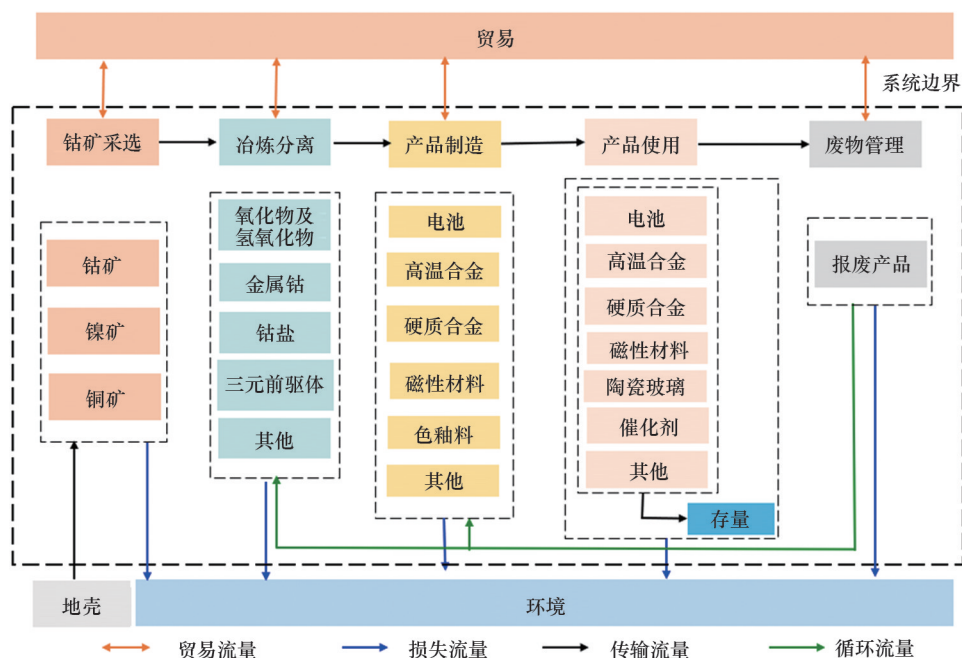 贸易
系统边界
钴矿采选
冶炼分离
产品制造
产品使用
废物管理
钴矿
镍矿
铜矿
氧化物及
氢氧化物
金属钴
钴盐
三元前驱体
其他
电池
高温合金
硬质合金
磁性材料
色釉料
其他
电池
高温合金
硬质合金
磁性材料
陶瓷玻璃
催化剂
其他
存量
报废产品
地壳
环境
贸易流量
损失流量
传输流量
循环流量